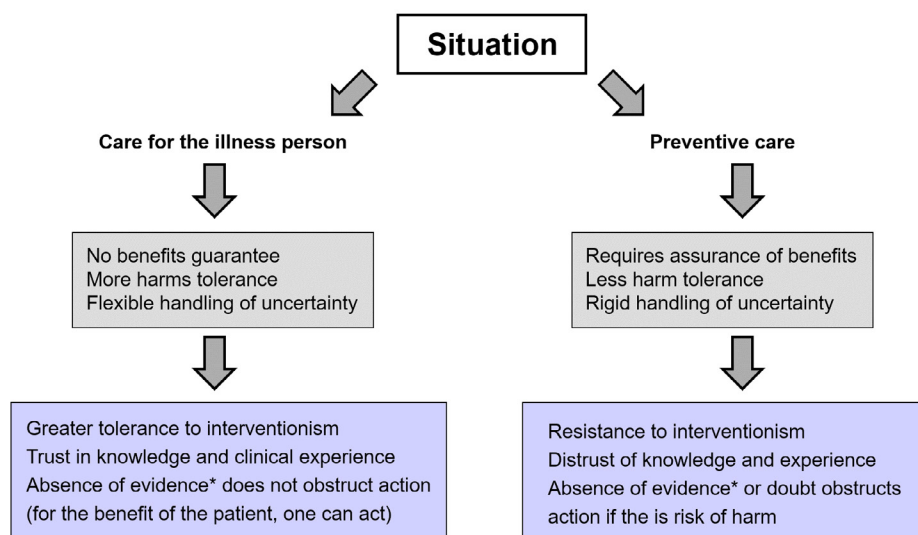 Situation
Care for the illness person
Preventive care
No benefits guarantee
More harms tolerance
Flexible handling of uncertainty
Requires assurance of benefits
Less harm tolerance
Rigid handling of uncertainty
Greater tolerance to interventionism
Trust in knowledge and clinical experience
Absence of evidence* does not obstruct action
(for the benefit of the patient, one can act)
Resistance to interventionism
Distrust of knowledge and experience
Absence of evidence* or doubt obstructs
action if the is risk of harm